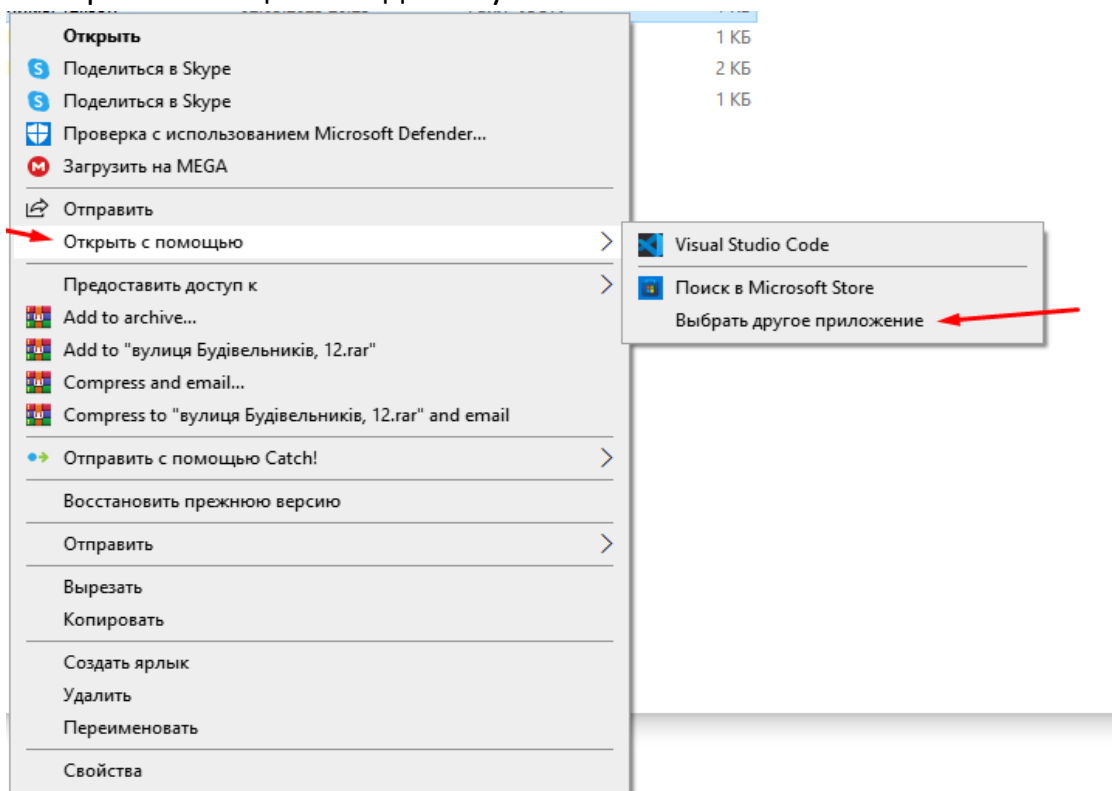 Открыть
1 КБ
Поделиться в Skype
2 КБ
Поделиться в Skype
1 КБ
Проверка с использованием Microsoft Defender...
Загрузить на MEGA
Отправить
Открыть с помощью
Visual Studio Code
Предоставить доступ к
Поиск в Microsoft Store
Add to archive...
Выбрать другое приложение
Add to "вулиця Будівельників, 12.rar"
Compress and email...
Compress to "вулиця Будівельників, 12.rar" and email
Отправить с помощью Catch!
Восстановить прежнюю версию
Отправить
Вырезать
Копировать
Создать ярлык
Удалить
Переименовать
Свойства